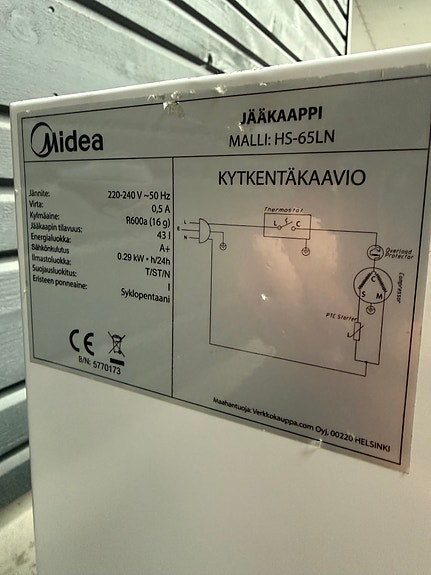 Midea
JÄÄKAAPPI
MALLI: HS-65LN
Jännite: 220-240 V ~50 Hz
Virta: 0,5 A
Kylmäaine: R600a (16 g)
Jääkaapin tilavuus: 43 l
Energialuokka: A+
Sähkönkulutus 0.29 kW • h/24h
Ilmastoluokka: T/ST/N
Suojausluokitus: I
Eristeen ponneaine: Syklopentaani
CE
B/N: 5770173
KYTKENTÄKAAVIO
Thermostat
L
E
N
L C
Overload
Protector
Compressor
C
S M
PTC Starter
Maahantuoja: Verkkokauppa.com Oyj, 00220 HELSINKI